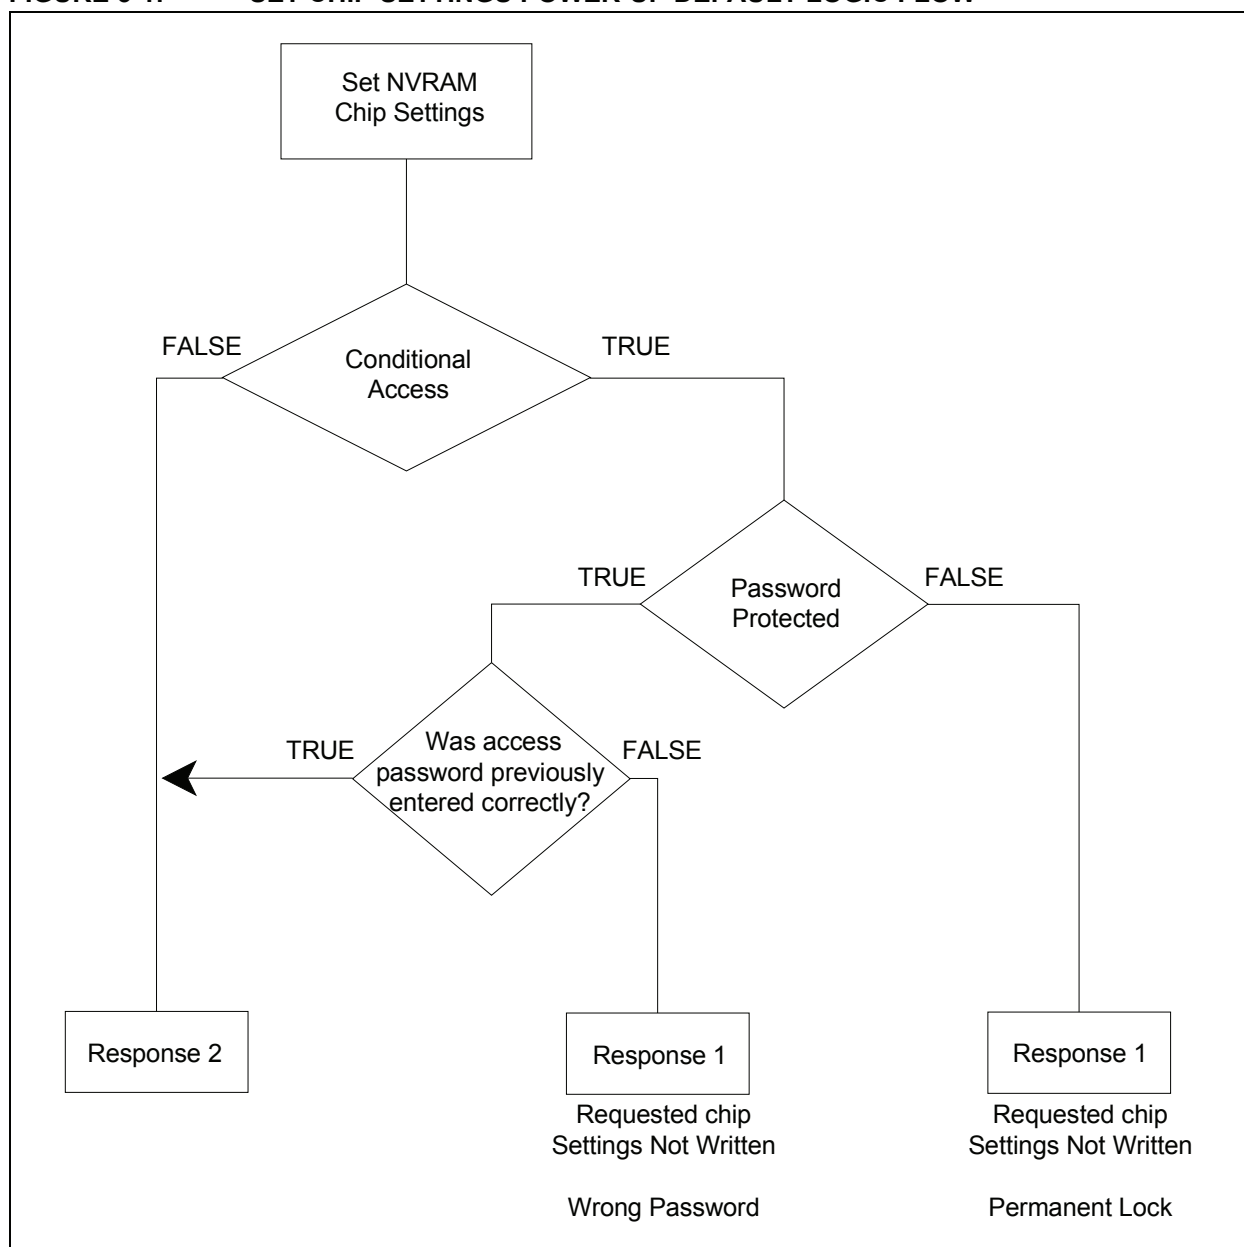 Set NVRAM
Chip Settings
FALSE
TRUE
Conditional
Access
TRUE
FALSE
Password
Protected
TRUE
FALSE
Was access
password previously
entered correctly?
Response 2
Response 1
Response 1
Requested chip
Settings Not Written
Requested chip
Settings Not Written
Wrong Password
Permanent Lock